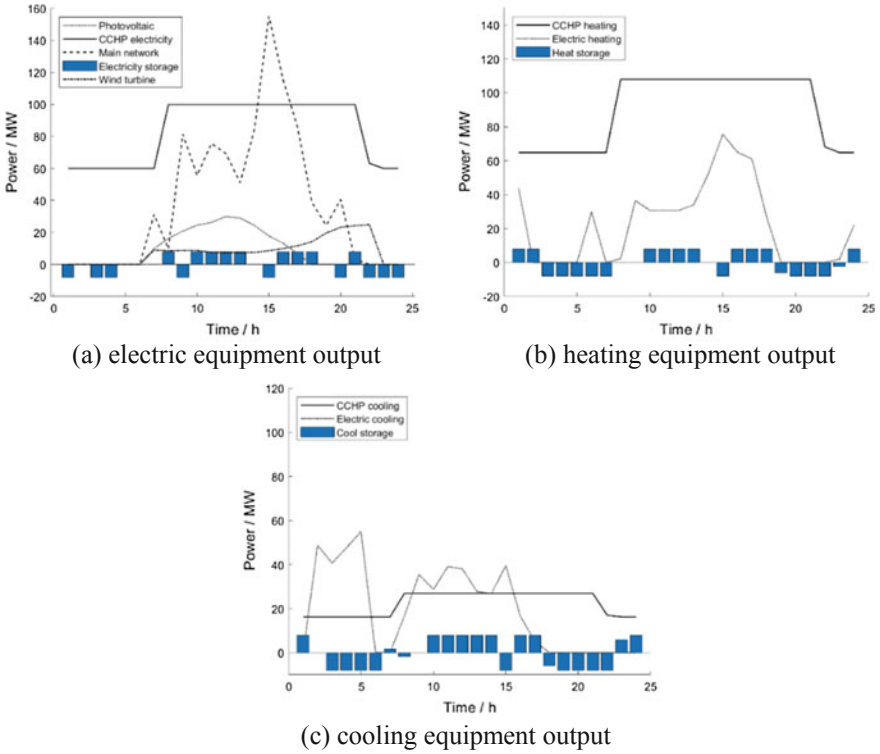 160
140
120
100
80
60
40
20
0
-20
Power / MW
Photovoltaic
CCHP electricity
Main network
Electricity storage
Wind turbine
0 5 10 15 20 25
Time / h
(a) electric equipment output
140
120
100
80
60
40
20
0
-20
Power / MW
CCHP heating
Electric heating
Heat storage
0 5 10 15 20 25
Time / h
(b) heating equipment output
120
100
80
60
40
20
0
Power / MW
CCHP cooling
Electric cooling
Cool storage
0 5 10 15 20 25
Time / h
(c) cooling equipment output